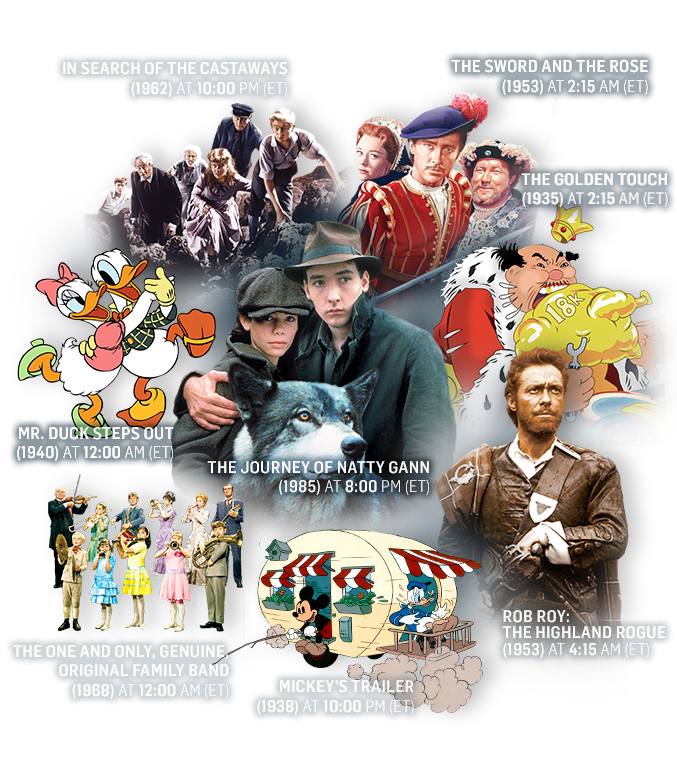 IN SEARCH OF THE CASTAWAYS
(1962) AT 10:00 PM (ET)
THE SWORD AND THE ROSE
(1953) AT 2:15 AM (ET)
THE GOLDEN TOUCH
(1935) AT 2:15 AM (ET)
18K
MR. DUCK STEPS OUT
(1940) AT 12:00 AM (ET)
THE JOURNEY OF NATTY GANN
(1985) AT 8:00 PM (ET)
ROB ROY:
THE HIGHLAND ROGUE
(1953) AT 4:15 AM (ET)
THE ONE AND ONLY, GENUINE,
ORIGINAL FAMILY BAND
(1968) AT 12:00 AM (ET)
MICKEY'S TRAILER
(1938) AT 10:00 PM (ET)